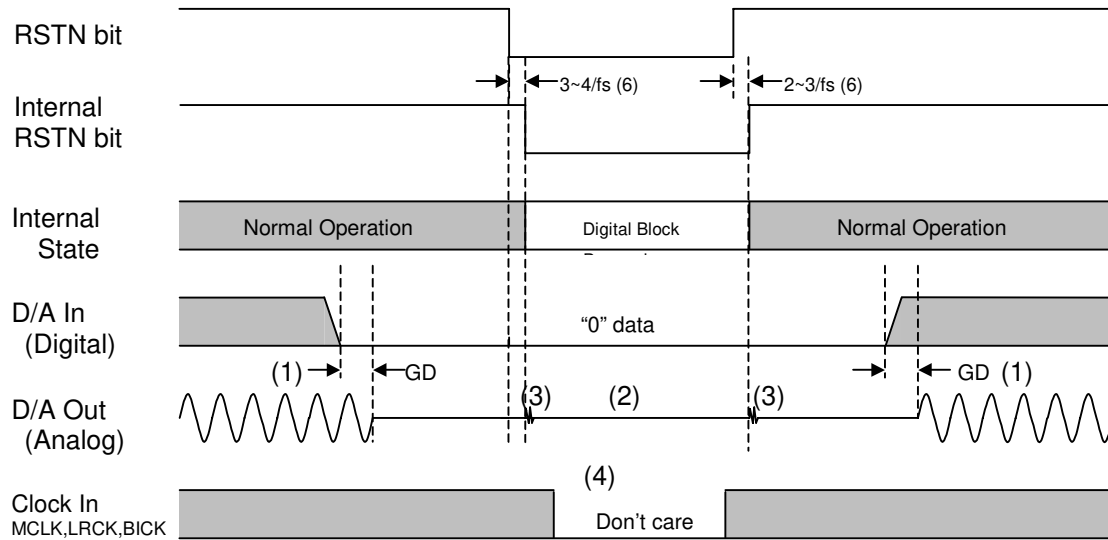 RSTN bit
3~4/fs (6)
2~3/fs (6)
Internal
RSTN bit
Internal
State
Normal Operation
Digital Block
Normal Operation
D/A In
(Digital)
“0” data
(1)
GD
GD
(1)
D/A Out
(Analog)
(3)
(2)
(3)
(4)
Clock In
MCLK,LRCK,BICK
Don’t care